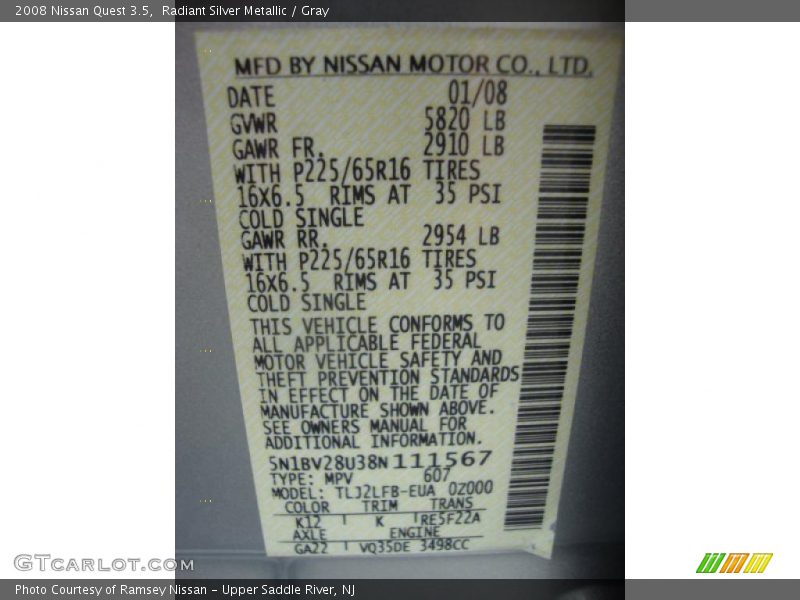 2008 Nissan Quest 3.5,  Radiant Silver Metallic / Gray
MFD BY NISSAN MOTOR CO., LTD.
DATE 01/08
GVWR 5820 LB
GAWR FR. 2910 LB
WITH P225/65R16 TIRES
16X6.5 RIMS AT 35 PSI
COLD SINGLE
GAWR RR. 2954 LB
WITH P225/65R16 TIRES
16X6.5 RIMS AT 35 PSI
COLD SINGLE
THIS VEHICLE CONFORMS TO
ALL APPLICABLE FEDERAL
MOTOR VEHICLE SAFETY AND
THEFT PREVENTION STANDARDS
IN EFFECT ON THE DATE OF
MANUFACTURE SHOWN ABOVE.
SEE OWNERS MANUAL FOR
ADDITIONAL INFORMATION.
5N1BV28U38N111567
TYPE: MPV 607
MODEL: TLJ2LFB-EUA 0Z000
COLOR TRIM TRANS
K12 K RE5F22A
AXLE ENGINE
GA22 VQ35DE 3498CC
GTCarLot.com
Photo Courtesy of Ramsey Nissan – Upper Saddle River, NJ